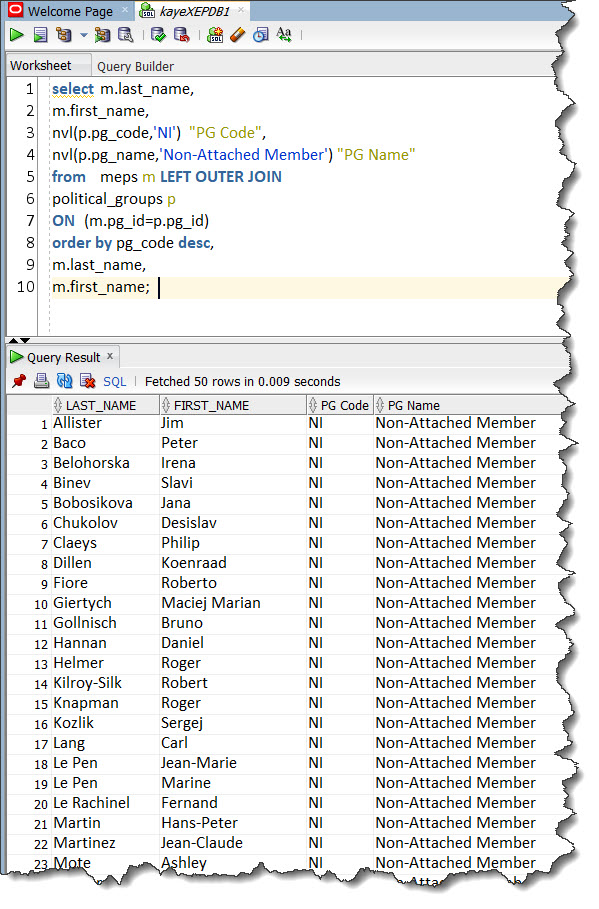 Welcome Page x kayeXEPDB1 x
SQL SQL Aa
Worksheet Query Builder
1 select m.last_name,
2 m.first_name,
3 nvl(p.pg_code,'NI') "PG Code",
4 nvl(p.pg_name,'Non-Attached Member') "PG Name"
5 from meps m LEFT OUTER JOIN
6 political_groups p
7 ON (m.pg_id=p.pg_id)
8 order by pg_code desc,
9 m.last_name,
10 m.first_name;
Query Result x
SQL | Fetched 50 rows in 0.009 seconds
LAST_NAME FIRST_NAME PG Code PG Name
1 Allister Jim NI Non-Attached Member
2 Baco Peter NI Non-Attached Member
3 Belohorska Irena NI Non-Attached Member
4 Binev Slavi NI Non-Attached Member
5 Bobosikova Jana NI Non-Attached Member
6 Chukolov Desislav NI Non-Attached Member
7 Claeys Philip NI Non-Attached Member
8 Dillen Koenraad NI Non-Attached Member
9 Fiore Roberto NI Non-Attached Member
10 Giertych Maciej Marian NI Non-Attached Member
11 Gollnisch Bruno NI Non-Attached Member
12 Hannan Daniel NI Non-Attached Member
13 Helmer Roger NI Non-Attached Member
14 Kilroy-Silk Robert NI Non-Attached Member
15 Knapman Roger NI Non-Attached Member
16 Kozlik Sergej NI Non-Attached Member
17 Lang Carl NI Non-Attached Member
18 Le Pen Jean-Marie NI Non-Attached Member
19 Le Pen Marine NI Non-Attached Member
20 Le Rachinel Fernand NI Non-Attached Member
21 Martin Hans-Peter NI Non-Attached Member
22 Martinez Jean-Claude NI Non-Attached Member
23 Mote Ashley NI Non-Attached Member